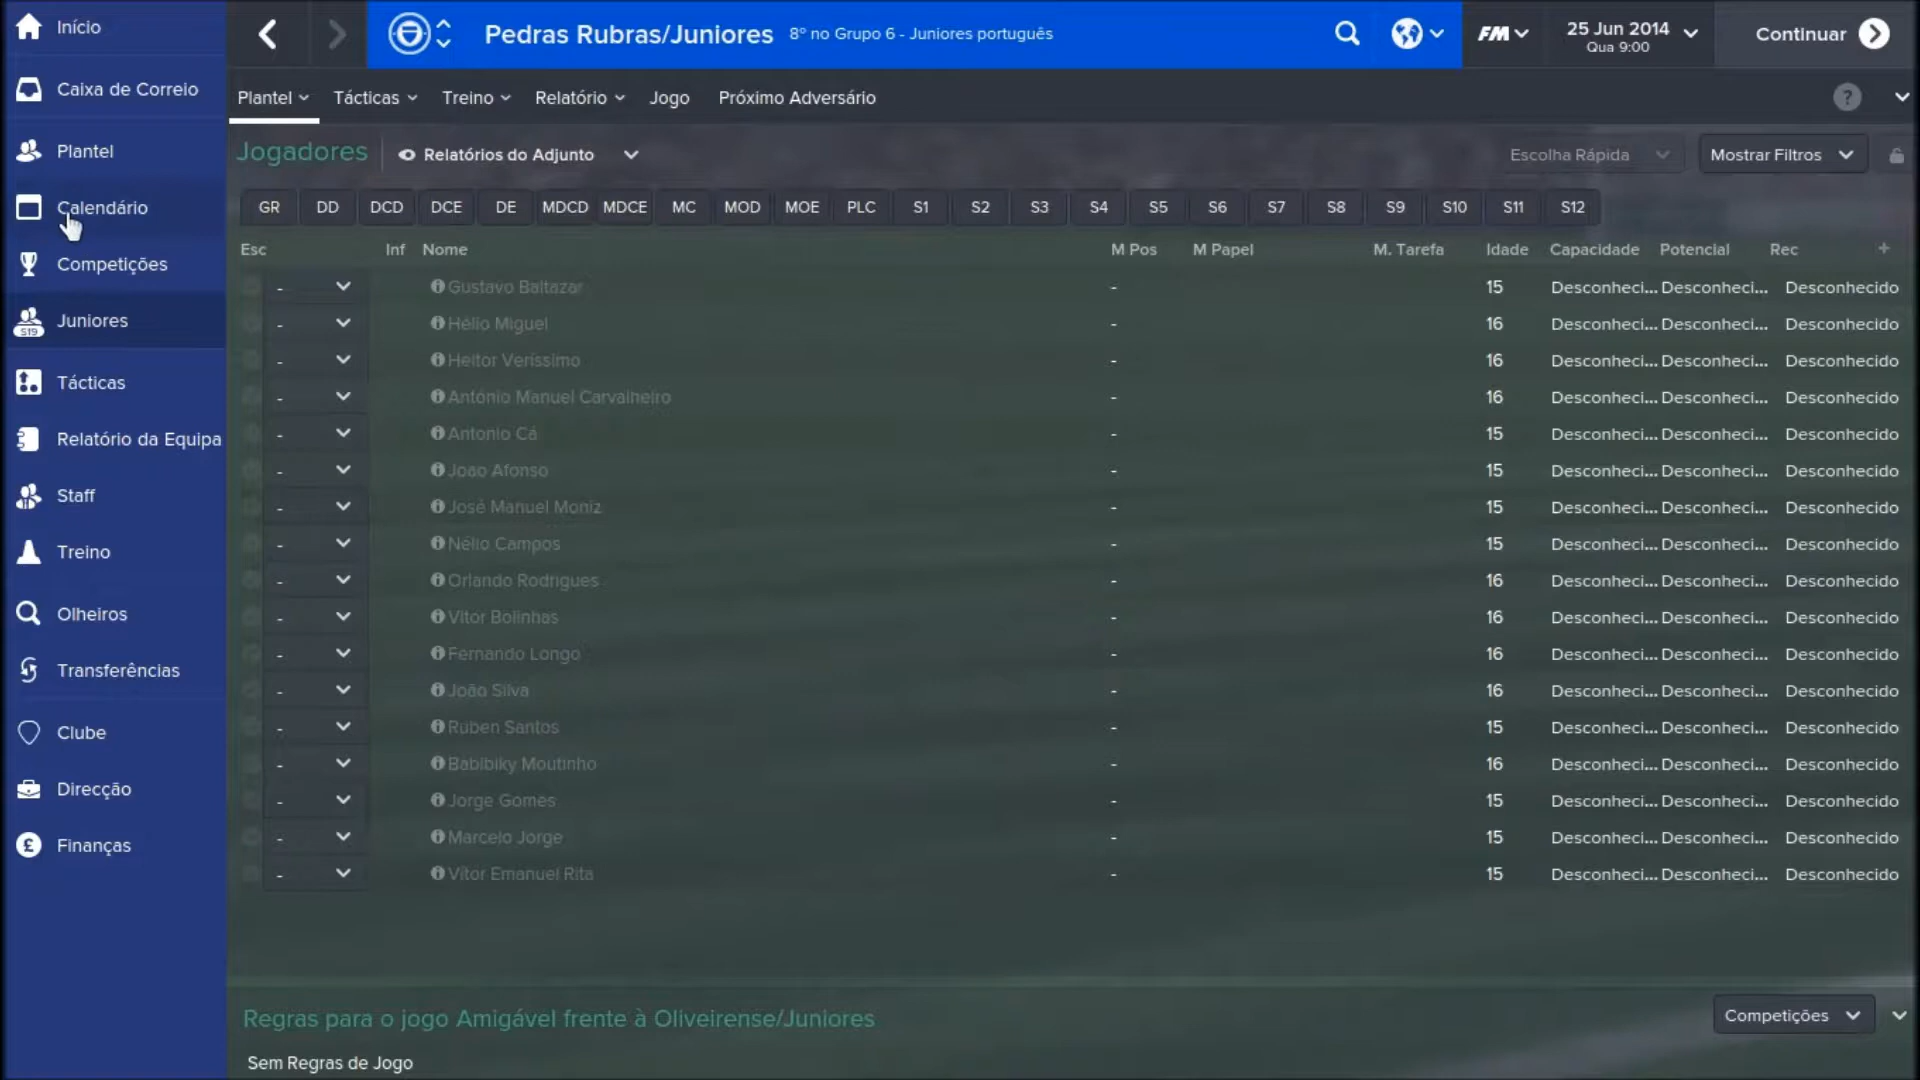 Início
Caixa de Correio
Plantel
Calendário
Competições
Juniores
S19
Tácticas
Relatório da Equipa
Staff
Treino
Olheiros
Transferências
Clube
Direcção
Finanças
Pedras Rubras/Juniores 8º no Grupo 6 - Juniores português
FM
25 Jun 2014
Qua 9:00
Continuar
Plantel Tácticas Treino Relatório Jogo Próximo Adversário
Jogadores Relatórios do Adjunto Escolha Rápida Mostrar Filtros
GR DD DCD DCE DE MDCD MDCE MC MOD MOE PLC S1 S2 S3 S4 S5 S6 S7 S8 S9 S10 S11 S12
Esc Inf Nome M Pos M Papel M. Tarefa Idade Capacidade Potencial Rec +
- Gustavo Baltazar - 15 Desconheci... Desconheci... Desconhecido
- Hélio Miguel - 16 Desconheci... Desconheci... Desconhecido
- Heitor Veríssimo - 16 Desconheci... Desconheci... Desconhecido
- António Manuel Carvalheiro - 16 Desconheci... Desconheci... Desconhecido
- Antonio Cá - 15 Desconheci... Desconheci... Desconhecido
- Joao Afonso - 15 Desconheci... Desconheci... Desconhecido
- José Manuel Moniz - 15 Desconheci... Desconheci... Desconhecido
- Nélio Campos - 15 Desconheci... Desconheci... Desconhecido
- Orlando Rodrigues - 16 Desconheci... Desconheci... Desconhecido
- Vítor Bolinhas - 16 Desconheci... Desconheci... Desconhecido
- Fernando Longo - 16 Desconheci... Desconheci... Desconhecido
- João Silva - 16 Desconheci... Desconheci... Desconhecido
- Rúben Santos - 15 Desconheci... Desconheci... Desconhecido
- Babibiky Moutinho - 16 Desconheci... Desconheci... Desconhecido
- Jorge Gomes - 15 Desconheci... Desconheci... Desconhecido
- Marcelo Jorge - 15 Desconheci... Desconheci... Desconhecido
- Vítor Emanuel Rita - 15 Desconheci... Desconheci... Desconhecido
Regras para o jogo Amigável frente à Oliveirense/Juniores
Competições
Sem Regras de Jogo